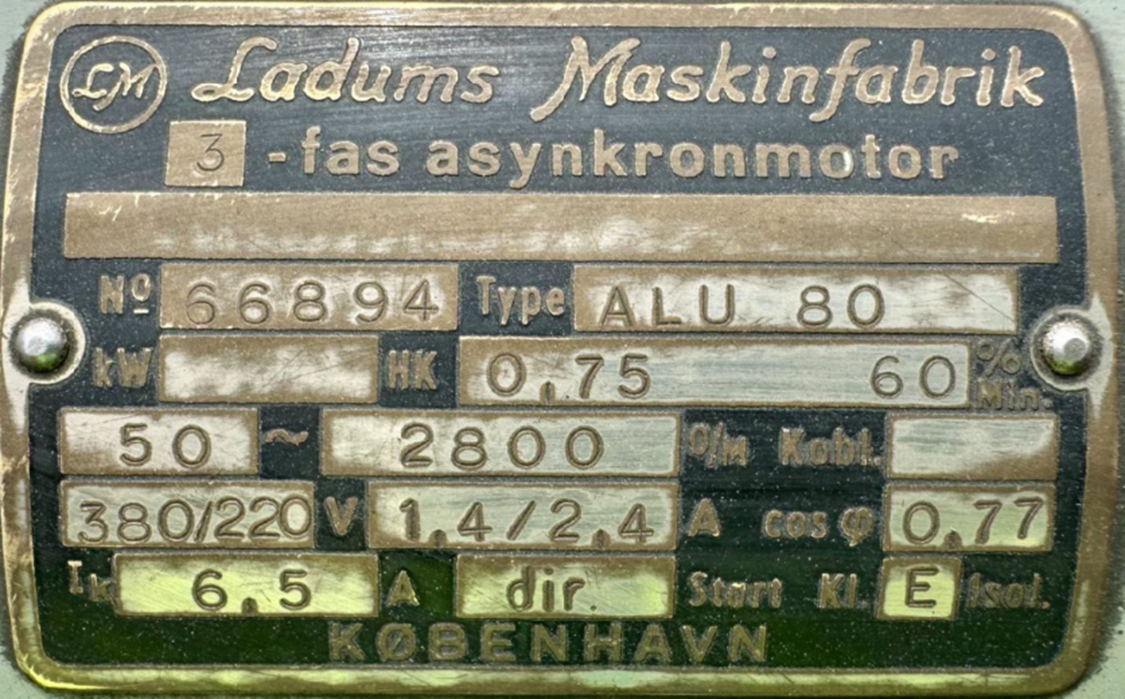 LM Ladums Maskinfabrik
3 -fas asynkronmotor
Nº 66894 Type ALU 80
kW HK 0,75 60 % Min.
50 ~ 2800 o/M Kobl.
380/220 V 1,4/2,4 A cos φ 0,77
Ik 6,5 A dir. Start Kl. E Isol.
KØBENHAVN